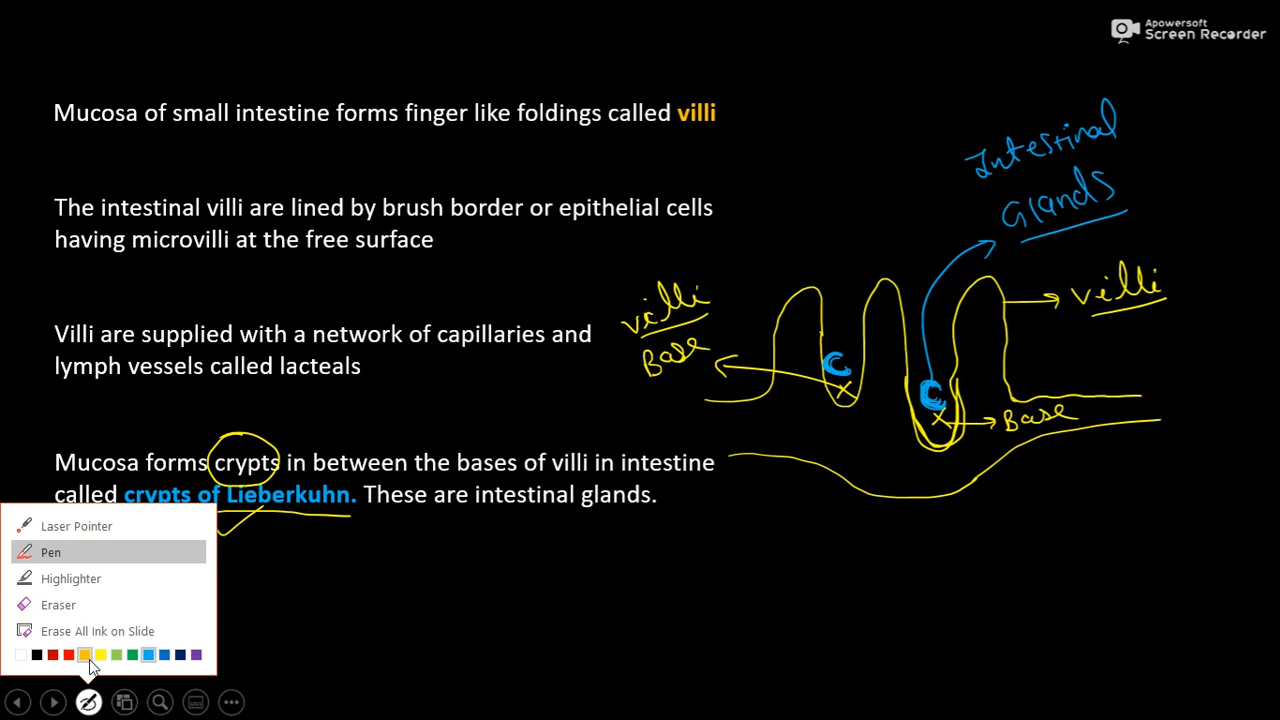 Apowersoft
Screen Recorder
Mucosa of small intestine forms finger like foldings called villi
Intestinal
Glands
The intestinal villi are lined by brush border or epithelial cells
having microvilli at the free surface
villi
villi
Base
Villi are supplied with a network of capillaries and
lymph vessels called lacteals
C
x
C
x
Base
Mucosa forms crypts in between the bases of villi in intestine
called crypts of Lieberkuhn. These are intestinal glands.
Laser Pointer
Pen
Highlighter
Eraser
Erase All Ink on Slide